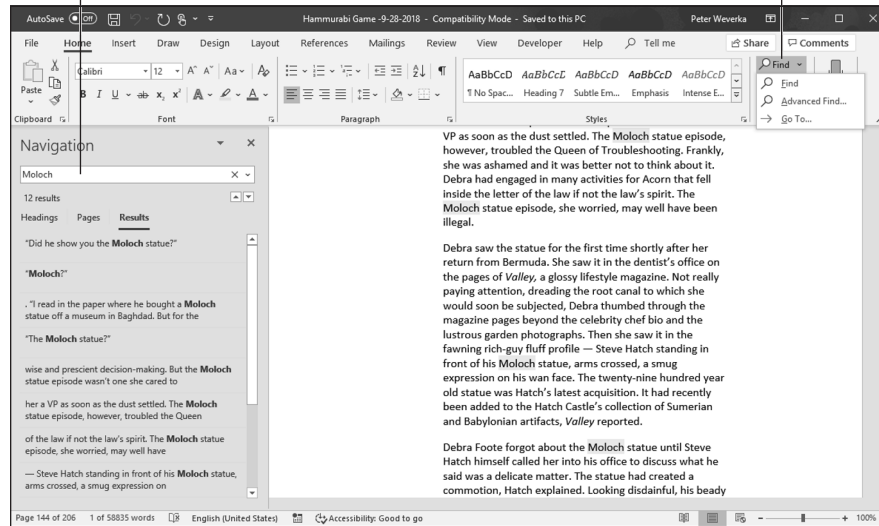 AutoSave Off Hammurabi Game -9-28-2018 - Compatibility Mode - Saved to this PC Peter Weverka
File Home Insert Draw Design Layout References Mailings Review View Developer Help Tell me Share Comments
Paste
Calibri 12 A^ A˅ Aa
B I U ab x₂ x² A A
AaBbCcD AaBbCcD AaBbCcD AaBbCcD AaBbCcD
¶ No Spac... Heading 7 Subtle Em... Emphasis Intense E...
Find
Find
Advanced Find...
Go To...
Clipboard Font Paragraph Styles
Navigation
Moloch
12 results
Headings Pages Results
"Did he show you the Moloch statue?"
"Moloch?"
. "I read in the paper where he bought a Moloch
statue off a museum in Baghdad. But for the
"The Moloch statue?"
wise and prescient decision-making. But the Moloch
statue episode wasn't one she cared to
her a VP as soon as the dust settled. The Moloch
statue episode, however, troubled the Queen
of the law if not the law's spirit. The Moloch statue
episode, she worried, may well have
— Steve Hatch standing in front of his Moloch statue,
arms crossed, a smug expression on
VP as soon as the dust settled. The Moloch statue episode,
however, troubled the Queen of Troubleshooting. Frankly,
she was ashamed and it was better not to think about it.
Debra had engaged in many activities for Acorn that fell
inside the letter of the law if not the law's spirit. The
Moloch statue episode, she worried, may well have been
illegal.
Debra saw the statue for the first time shortly after her
return from Bermuda. She saw it in the dentist's office on
the pages of Valley, a glossy lifestyle magazine. Not really
paying attention, dreading the root canal to which she
would soon be subjected, Debra thumbed through the
magazine pages beyond the celebrity chef bio and the
lustrous garden photographs. Then she saw it in the
fawning rich-guy fluff profile — Steve Hatch standing in
front of his Moloch statue, arms crossed, a smug
expression on his wan face. The twenty-nine hundred year
old statue was Hatch's latest acquisition. It had recently
been added to the Hatch Castle's collection of Sumerian
and Babylonian artifacts, Valley reported.
Debra Foote forgot about the Moloch statue until Steve
Hatch himself called her into his office to discuss what he
said was a delicate matter. The statue had created a
commotion, Hatch explained. Looking disdainful, his beady
Page 144 of 206 1 of 58835 words English (United States) Accessibility: Good to go 100%